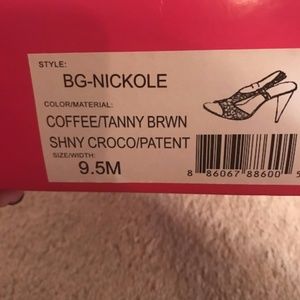 STYLE:
BG-NICKOLE
COLOR/MATERIAL:
COFFEE/TANNY BRWN
SHNY CROCO/PATENT
SIZE/WIDTH:
9.5M
8 86067 88600 5